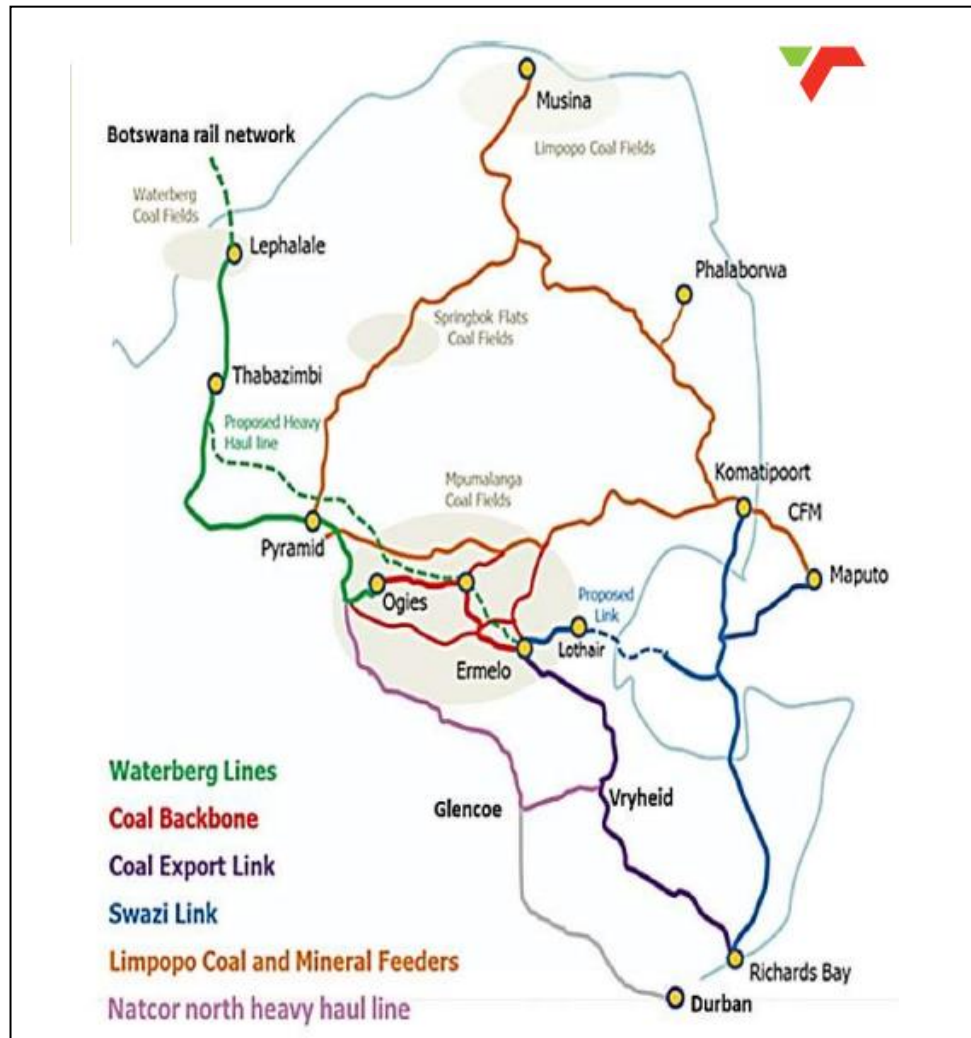 Musina
Limpopo Coal Fields
Botswana rail network
Waterberg
Coal Fields
Lephalale
Phalaborwa
Springbok Flats
Coal Fields
Thabazimbi
Proposed Heavy
Haul line
Mpumalanga
Coal Fields
Komatipoort
CFM
Pyramid
Maputo
Ogies
Proposed
Link
Lothair
Ermelo
Waterberg Lines
Coal Backbone
Coal Export Link
Swazi Link
Limpopo Coal and Mineral Feeders
Natcor north heavy haul line
Glencoe
Vryheid
Richards Bay
Durban